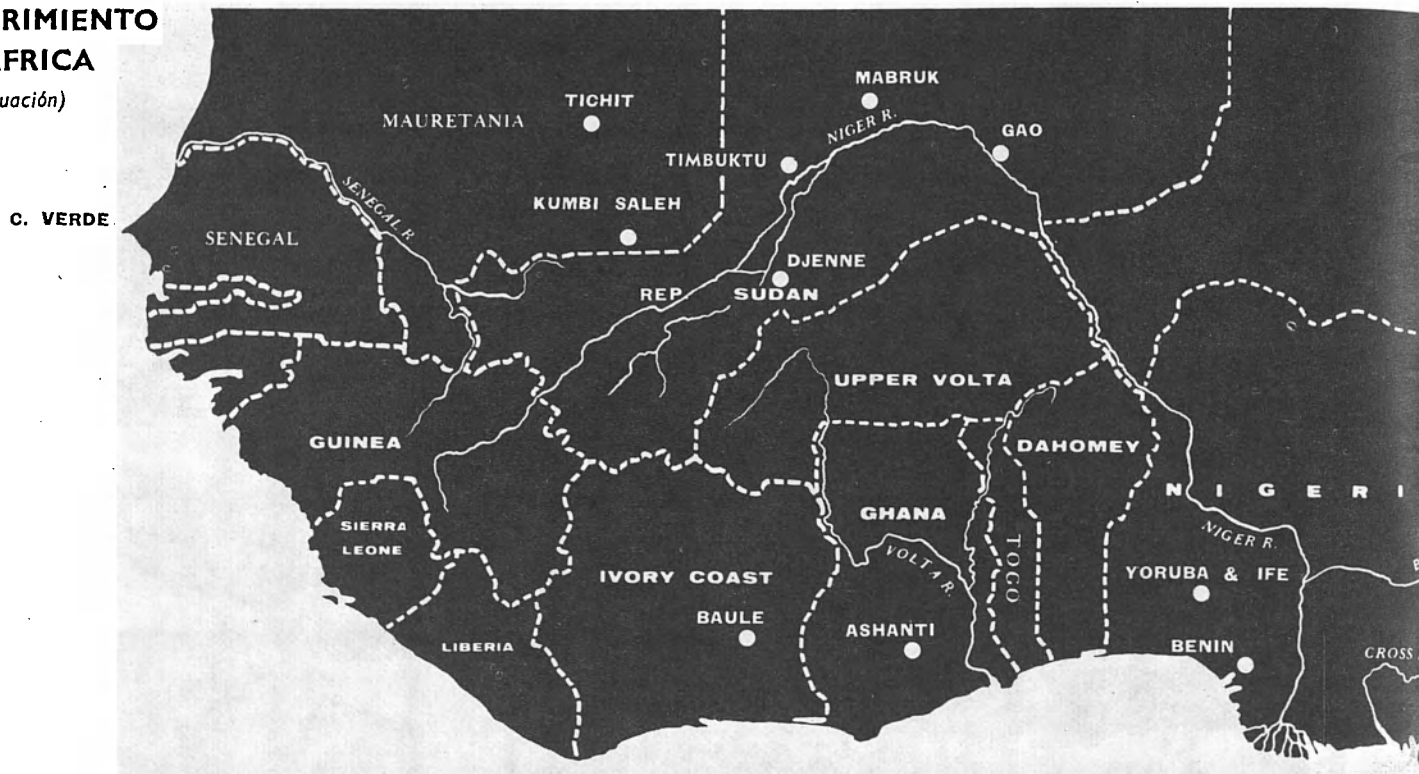 RIMIENTO
FRICA
uación)
MABRUK
TICHIT
MAURETANIA
NIGER R.
GAO
TIMBUKTU
SENEGAL R.
KUMBI SALEH
C. VERDE
SENEGAL
DJENNE
REP. SUDAN
UPPER VOLTA
GUINEA
DAHOMEY
NIGERI
GHANA
SIERRA
LEONE
NIGER R.
VOLTA R.
TOGO
IVORY COAST
YORUBA & IFE
BAULE
ASHANTI
LIBERIA
BENIN
CROSS